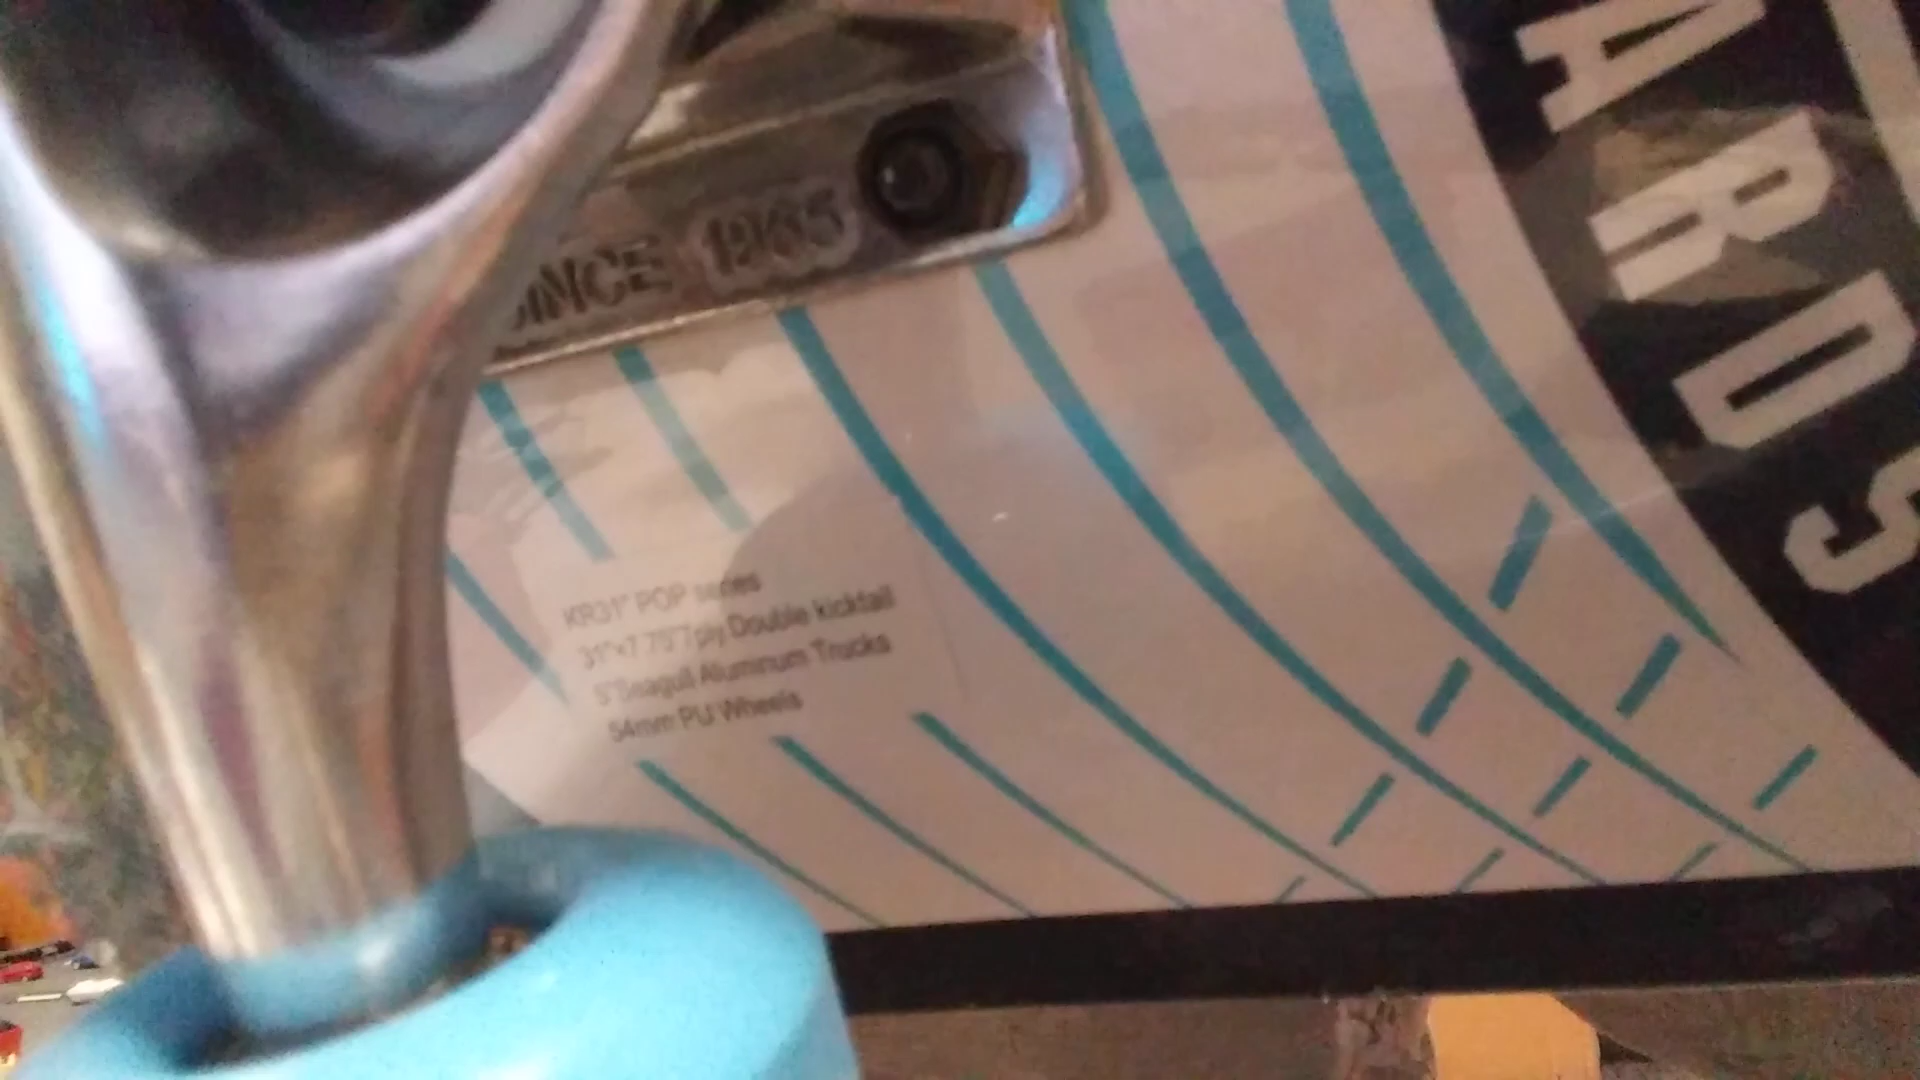 SINCE 1965
ARDS
KR31" POP series
31"×7.75"7ply Double kicktail
5"Seagull Aluminum Trucks
54mm PU Wheels